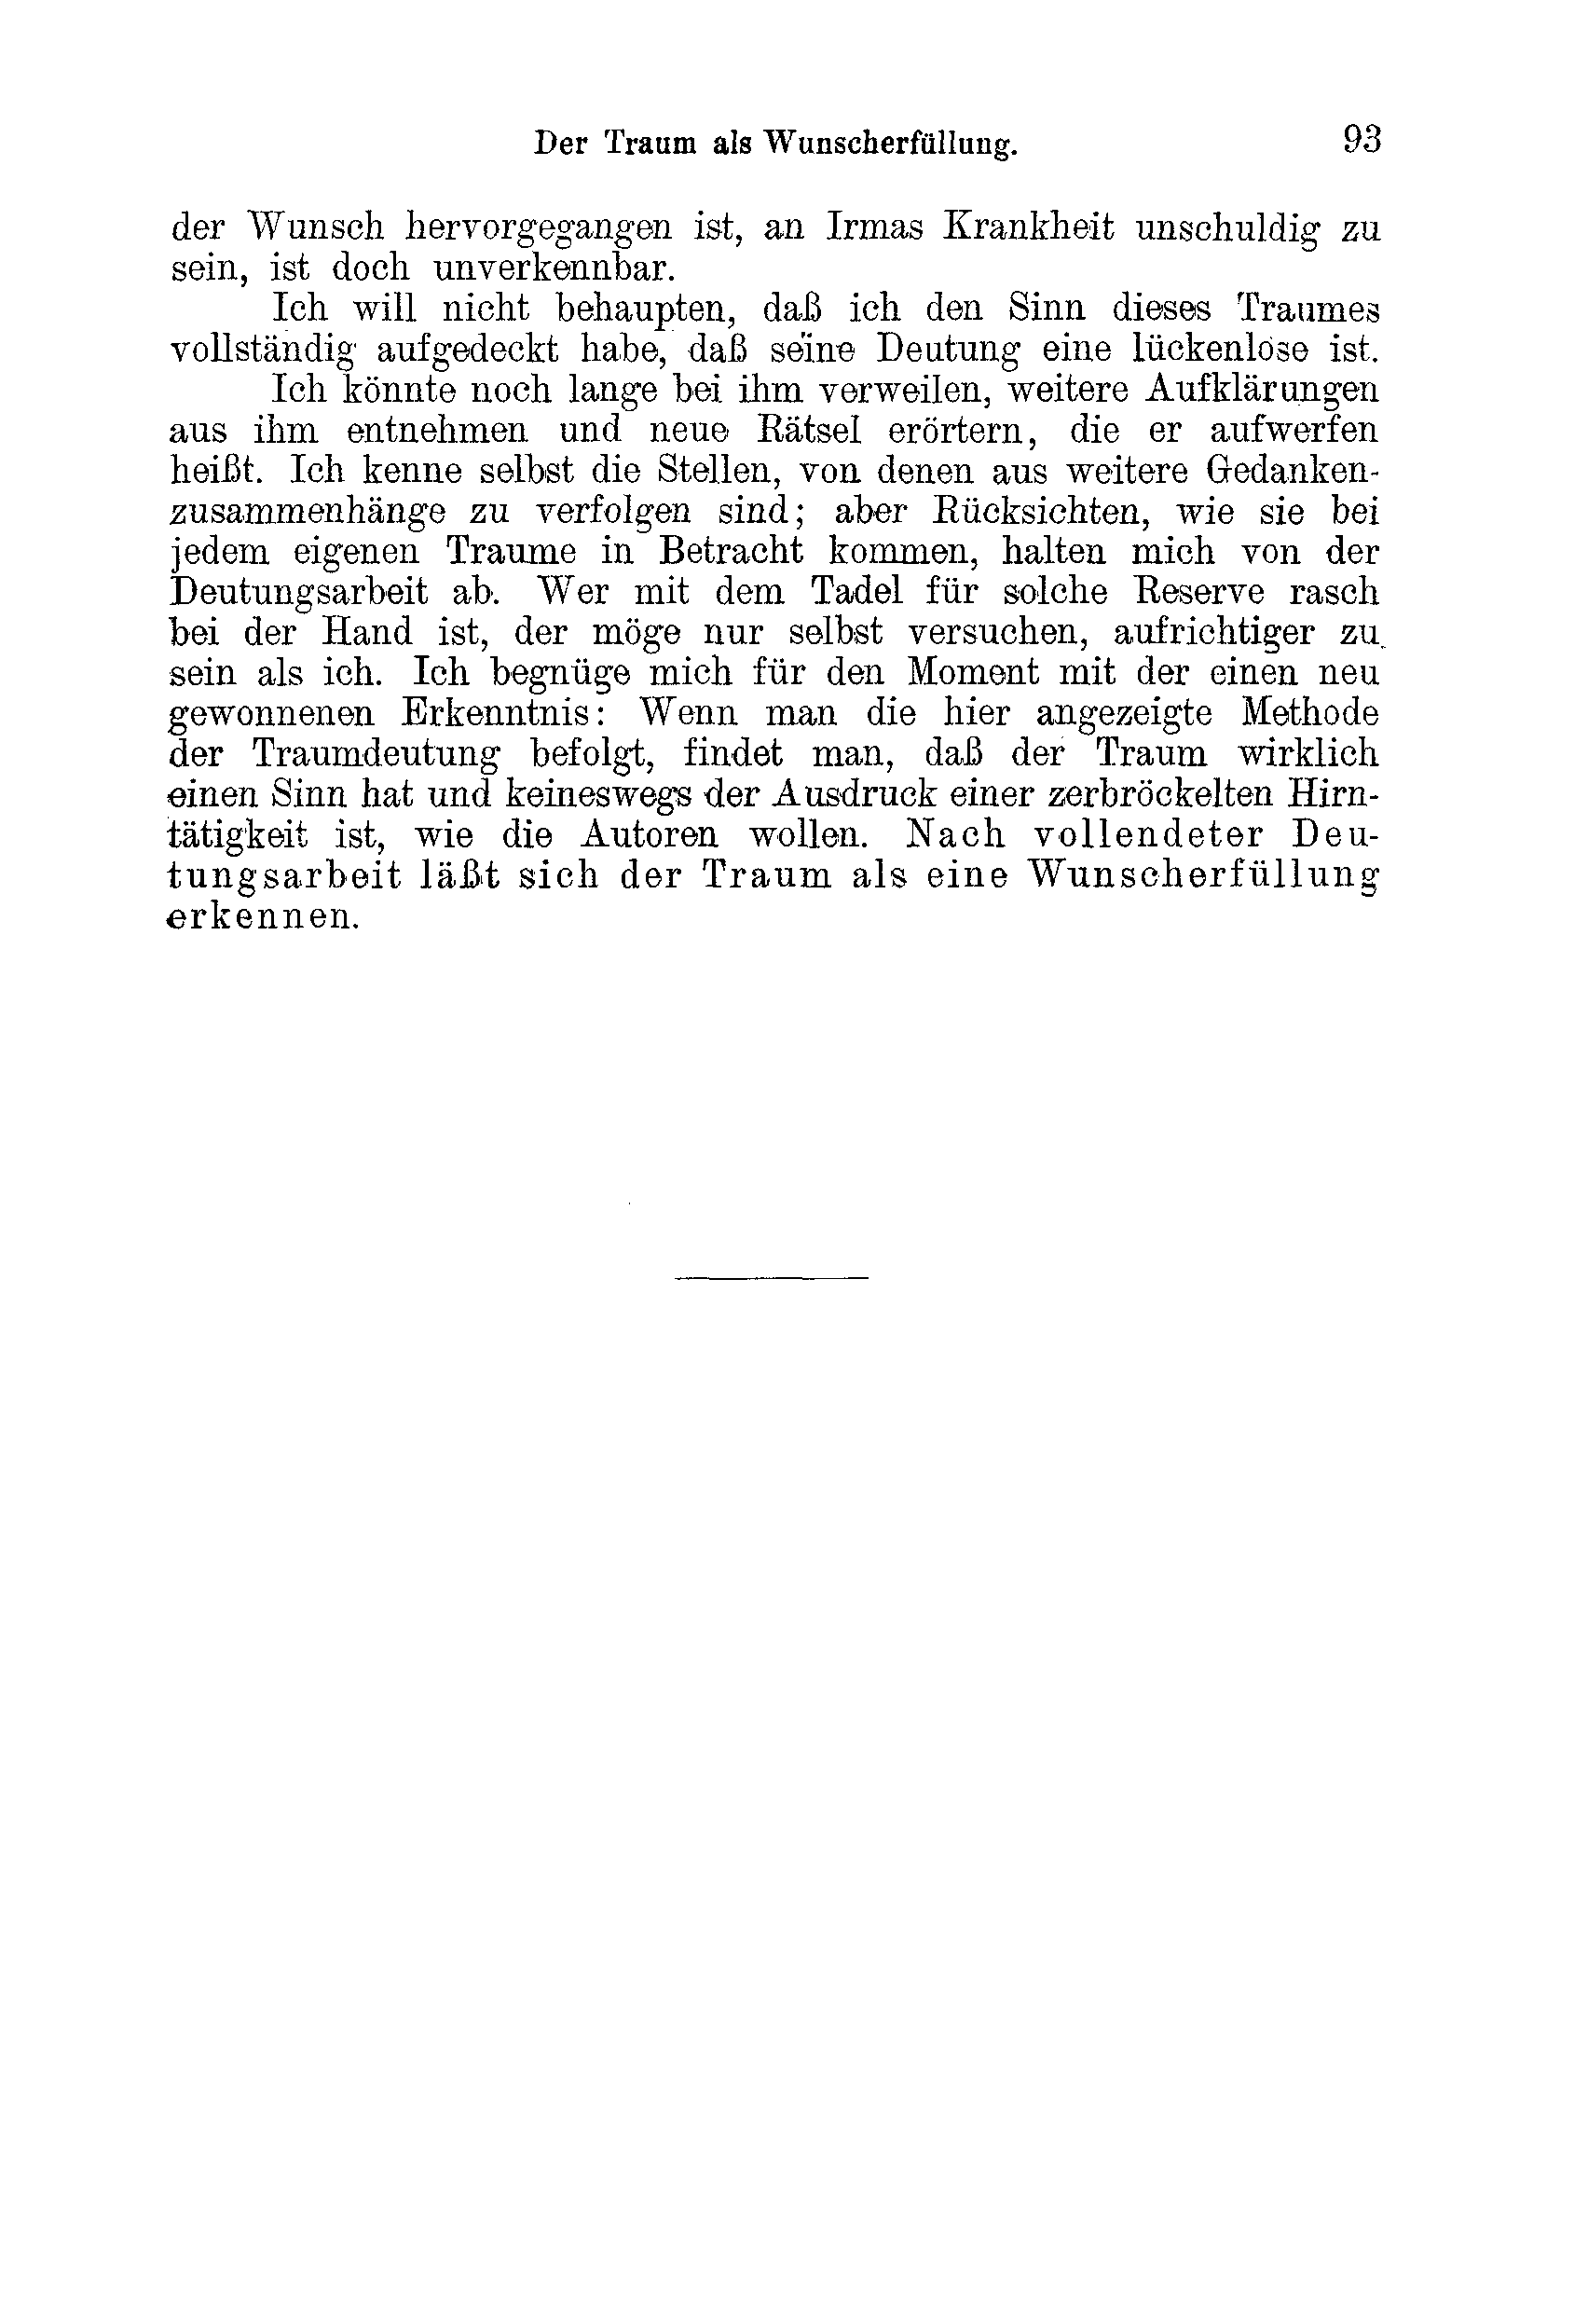 Der Traum als Wunscherfüllung. 93
der Wunsch hervorgegangen ist, an Irmas Krankheit unschuldig zu
sein, ist doch unverkennbar.
Ich will nicht behaupten, daß ich den Sinn dieses Traumes
vollständig aufgedeckt habe, daß seine Deutung eine lückenlose ist.
Ich könnte noch lange bei ihm verweilen, weitere Aufklärungen
aus ihm entnehmen und neue Rätsel erörtern, die er aufwerfen
heißt. Ich kenne selbst die Stellen, von denen aus weitere Gedanken-
zusammenhänge zu verfolgen sind; aber Rücksichten, wie sie bei
jedem eigenen Traume in Betracht kommen, halten mich von der
Deutungsarbeit ab. Wer mit dem Tadel für solche Reserve rasch
bei der Hand ist, der möge nur selbst versuchen, aufrichtiger zu
sein als ich. Ich begnüge mich für den Moment mit der einen neu
gewonnenen Erkenntnis: Wenn man die hier angezeigte Methode
der Traumdeutung befolgt, findet man, daß der Traum wirklich
einen Sinn hat und keineswegs der Ausdruck einer zerbröckelten Hirn-
tätigkeit ist, wie die Autoren wollen. Nach vollendeter Deu-
tungsarbeit läßt sich der Traum als eine Wunscherfüllung
erkennen.